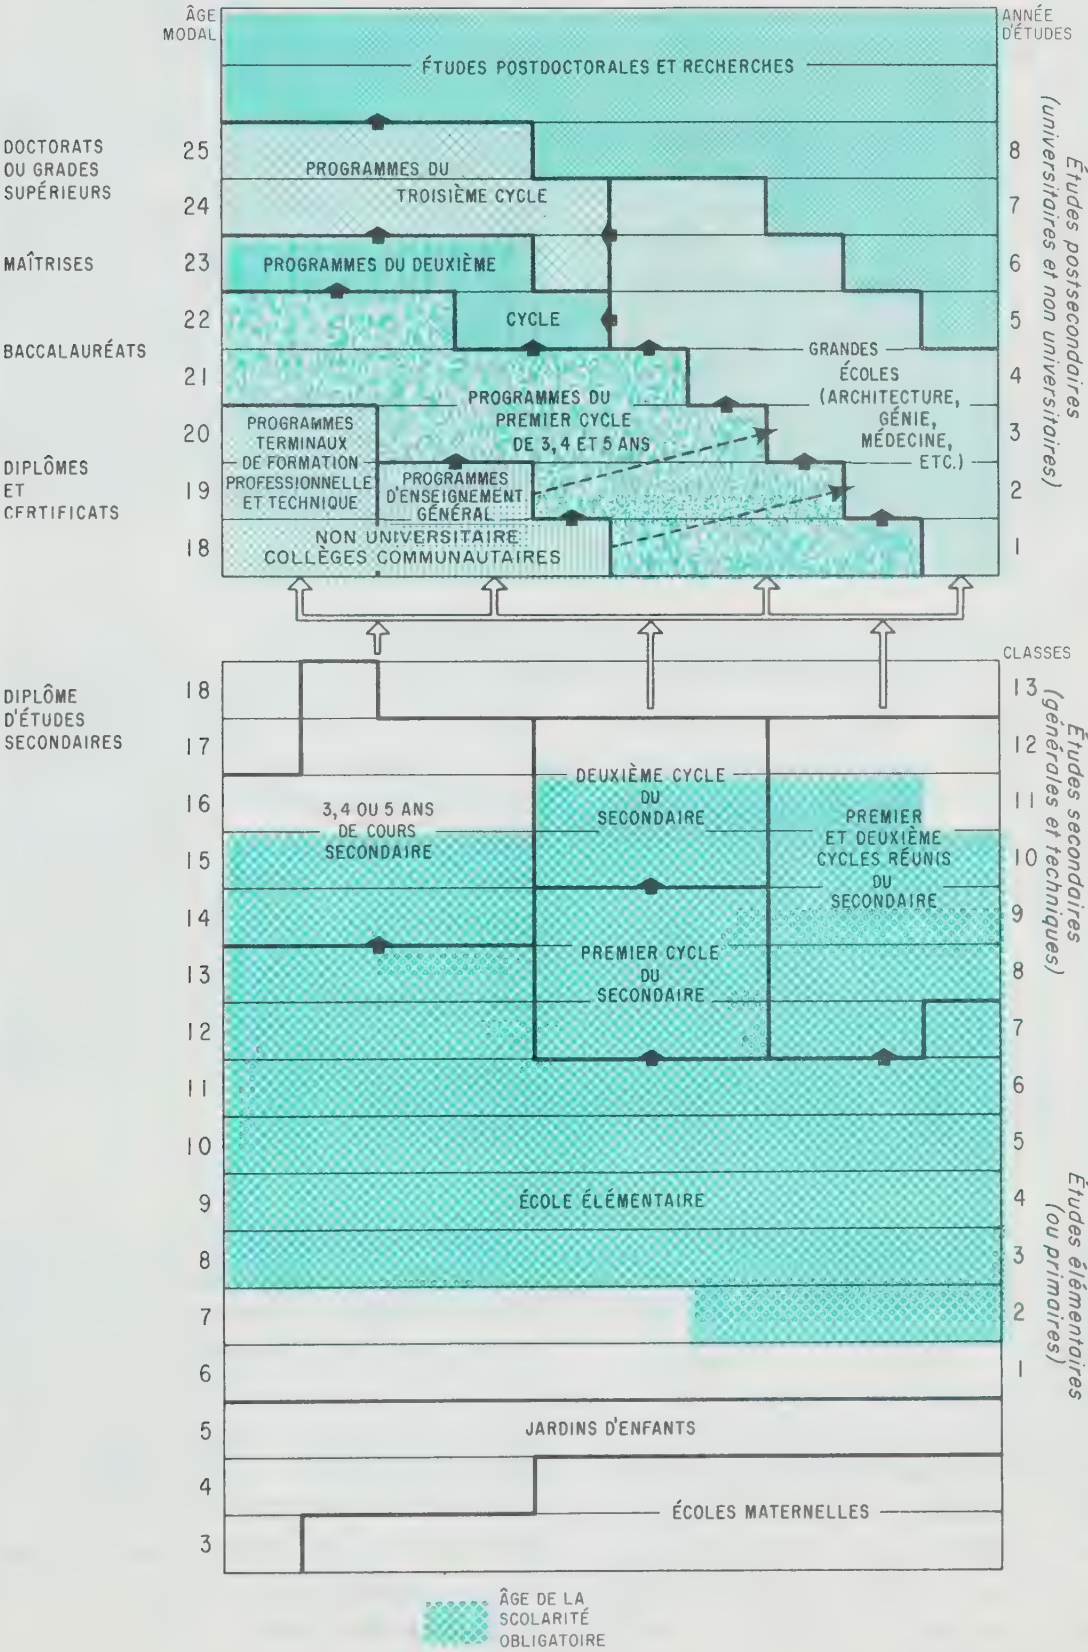 ÂGE
MODAL
ANNÉE
D'ÉTUDES
ÉTUDES POSTDOCTORALES ET RECHERCHES
Études postsecondaires
(universitaires et non universitaires)
DOCTORATS
OU GRADES
SUPÉRIEURS
25
8
PROGRAMMES DU
24
TROISIÈME CYCLE
7
MAÎTRISES
23
PROGRAMMES DU DEUXIÈME
6
22
CYCLE
5
BACCALAURÉATS
21
4
GRANDES
ÉCOLES
(ARCHITECTURE,
GÉNIE,
MÉDECINE,
ETC.)
PROGRAMMES DU
PREMIER CYCLE
DE 3, 4 ET 5 ANS
20
3
PROGRAMMES
TERMINAUX
DE FORMATION
PROFESSIONNELLE
ET TECHNIQUE
DIPLÔMES
ET
CERTIFICATS
19
2
PROGRAMMES
D'ENSEIGNEMENT
GÉNÉRAL
18
1
NON UNIVERSITAIRE
COLLÈGES COMMUNAUTAIRES
CLASSES
DIPLÔME
D'ÉTUDES
SECONDAIRES
18
13
Études secondaires
(générales et techniques)
17
12
DEUXIÈME CYCLE
DU
SECONDAIRE
16
11
3, 4 OU 5 ANS
DE COURS
SECONDAIRE
PREMIER
ET DEUXIÈME
CYCLES RÉUNIS
DU
SECONDAIRE
15
10
14
9
PREMIER CYCLE
DU
SECONDAIRE
13
8
12
7
11
6
10
5
9
ÉCOLE ÉLÉMENTAIRE
4
Études élémentaires
(ou primaires)
8
3
7
2
6
1
5
JARDINS D'ENFANTS
4
ÉCOLES MATERNELLES
3
ÂGE DE LA
SCOLARITÉ
OBLIGATOIRE